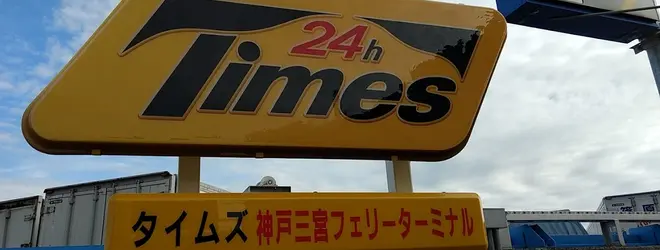 24h
Times
タイムズ 神戸三宮フェリーターミナル